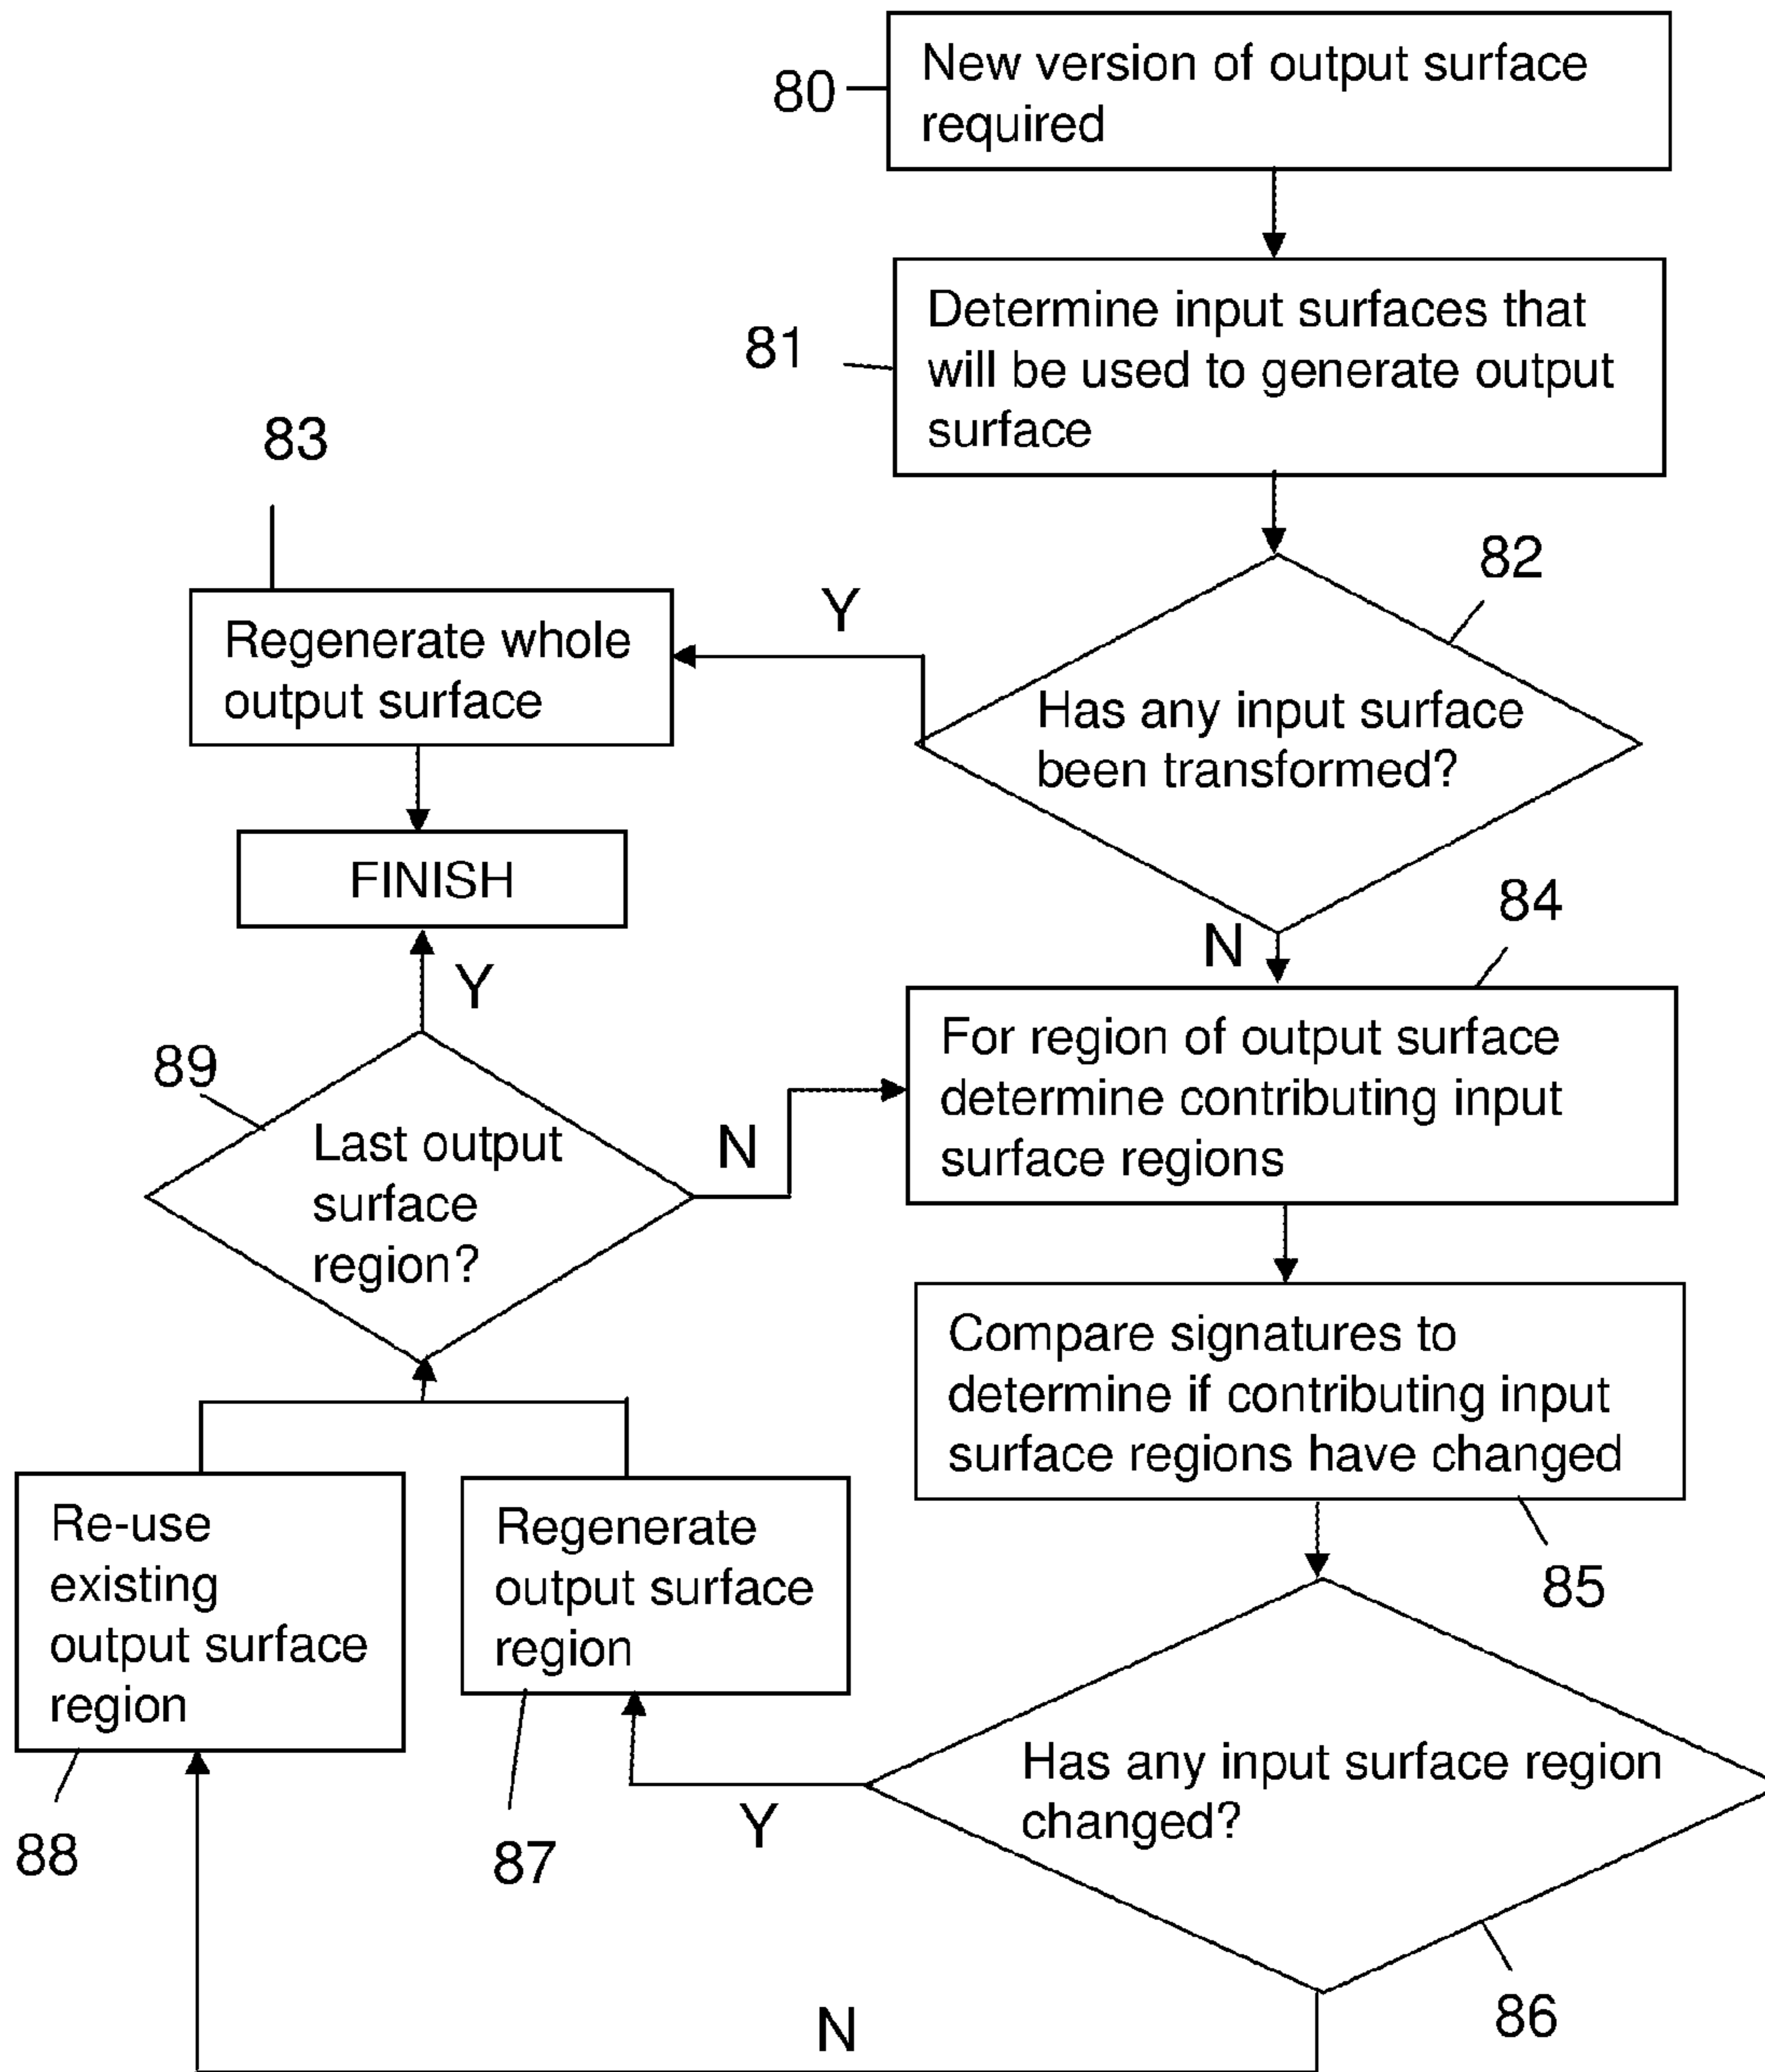 80
New version of output surface
required
81
Determine input surfaces that
will be used to generate output
surface
82
Has any input surface
been transformed?
Y
83
Regenerate whole
output surface
FINISH
N
84
For region of output surface
determine contributing input
surface regions
Compare signatures to
determine if contributing input
surface regions have changed
85
Has any input surface region
changed?
86
Y
N
Regenerate
output surface
region
87
Re-use
existing
output surface
region
88
89
Last output
surface
region?
Y
N